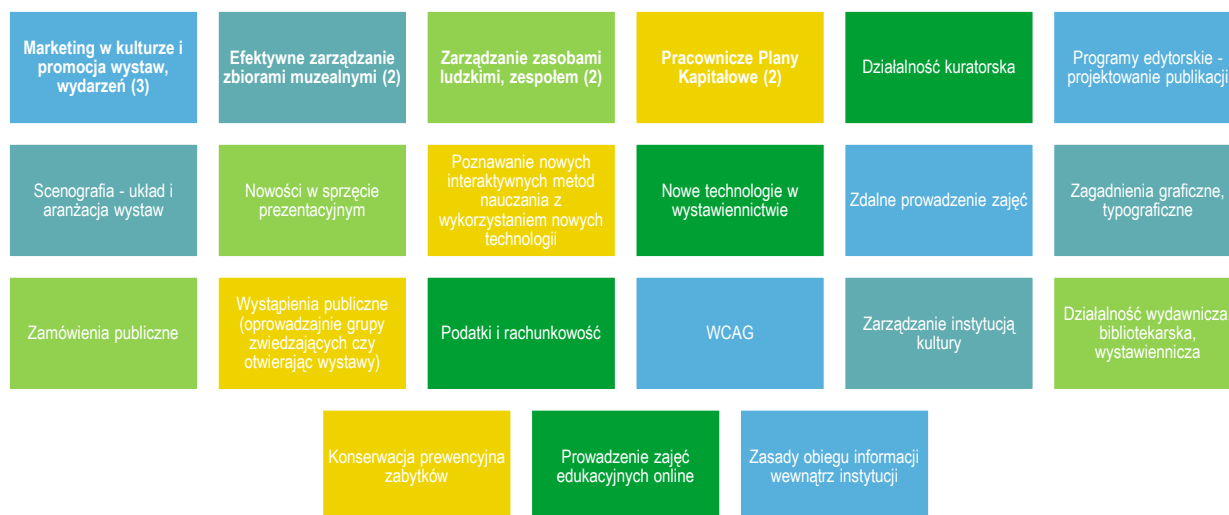 Marketing w kulturze i
promocja wystaw,
wydarzeń (3)
Efektywne zarządzanie
zbiorami muzealnymi (2)
Zarządzanie zasobami
ludzkimi, zespołem (2)
Pracownicze Plany
Kapitałowe (2)
Działalność kuratorska
Programy edytorskie -
projektowanie publikacji
Scenografia - układ i
aranżacja wystaw
Nowości w sprzęcie
prezentacyjnym
Poznawanie nowych
interaktywnych metod
nauczania z
wykorzystaniem nowych
technologii
Nowe technologie w
wystawiennictwie
Zdalne prowadzenie zajęć
Zagadnienia graficzne,
typograficzne
Zamówienia publiczne
Wystąpienia publiczne
(oprowadzajnie grupy
zwiedzających czy
otwierając wystawy)
Podatki i rachunkowość
WCAG
Zarządzanie instytucją
kultury
Działalność wydawnicza,
bibliotekarska,
wystawiennicza
Konserwacja prewencyjna
zabytków
Prowadzenie zajęć
edukacyjnych online
Zasady obiegu informacji
wewnątrz instytucji